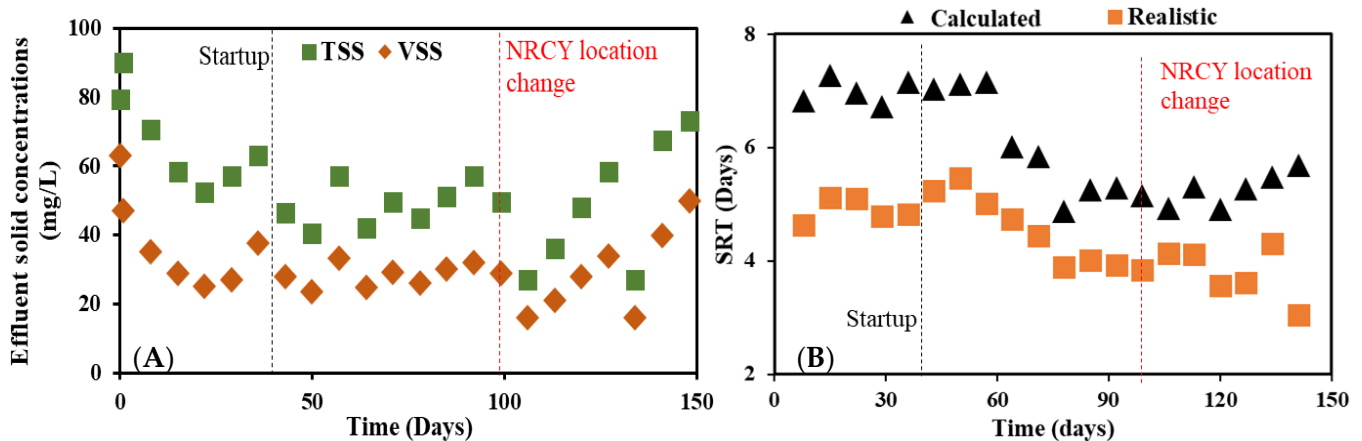 100
80
60
40
20
0
Effluent solid concentrations
(mg/L)
Startup
TSS
VSS
NRCY location
change
(A)
0
50
100
150
Time (Days)
Calculated
Realistic
8
6
4
2
SRT (Days)
NRCY location
change
Startup
(B)
0
30
60
90
120
150
Time (days)